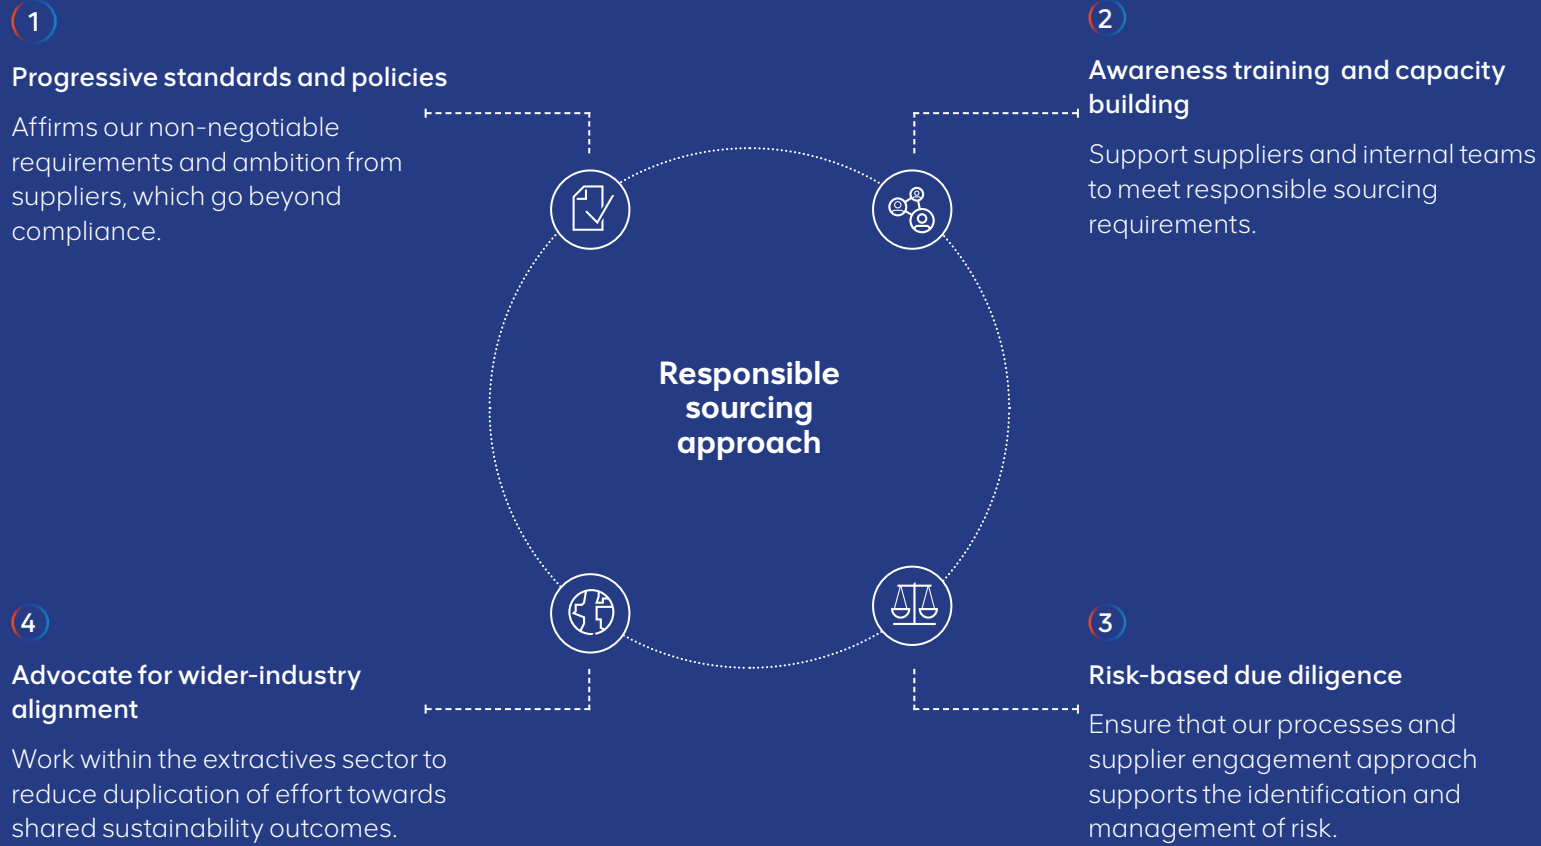 1
Progressive standards and policies
Affirms our non-negotiable
requirements and ambition from
suppliers, which go beyond
compliance.
2
Awareness training and capacity
building
Support suppliers and internal teams
to meet responsible sourcing
requirements.
Responsible
sourcing
approach
3
Risk-based due diligence
Ensure that our processes and
supplier engagement approach
supports the identification and
management of risk.
4
Advocate for wider-industry
alignment
Work within the extractives sector to
reduce duplication of effort towards
shared sustainability outcomes.